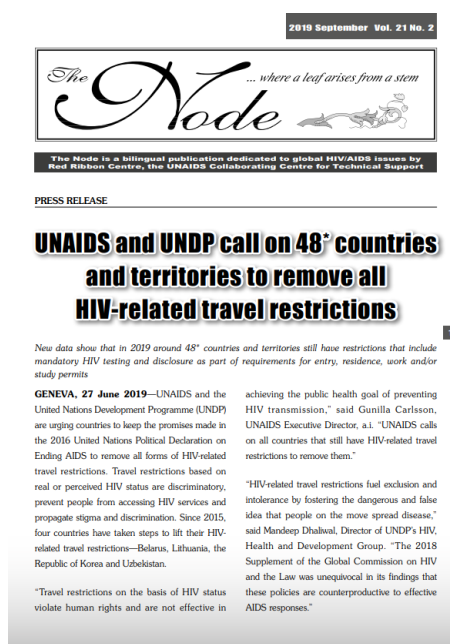 2019 September Vol. 21 No. 2
The Node
... where a leaf arises from a stem
The Node is a bilingual publication dedicated to global HIV/AIDS issues by
Red Ribbon Centre, the UNAIDS Collaborating Centre for Technical Support
PRESS RELEASE
UNAIDS and UNDP call on 48* countries
and territories to remove all
HIV-related travel restrictions
New data show that in 2019 around 48* countries and territories still have restrictions that include
mandatory HIV testing and disclosure as part of requirements for entry, residence, work and/or
study permits
GENEVA, 27 June 2019—UNAIDS and the
United Nations Development Programme (UNDP)
are urging countries to keep the promises made in
the 2016 United Nations Political Declaration on
Ending AIDS to remove all forms of HIV-related
travel restrictions. Travel restrictions based on
real or perceived HIV status are discriminatory,
prevent people from accessing HIV services and
propagate stigma and discrimination. Since 2015,
four countries have taken steps to lift their HIV-
related travel restrictions—Belarus, Lithuania, the
Republic of Korea and Uzbekistan.
“Travel restrictions on the basis of HIV status
violate human rights and are not effective in
achieving the public health goal of preventing
HIV transmission,” said Gunilla Carlsson,
UNAIDS Executive Director, a.i. “UNAIDS calls
on all countries that still have HIV-related travel
restrictions to remove them.”
“HIV-related travel restrictions fuel exclusion and
intolerance by fostering the dangerous and false
idea that people on the move spread disease,”
said Mandeep Dhaliwal, Director of UNDP’s HIV,
Health and Development Group. “The 2018
Supplement of the Global Commission on HIV
and the Law was unequivocal in its findings that
these policies are counterproductive to effective
AIDS responses.”